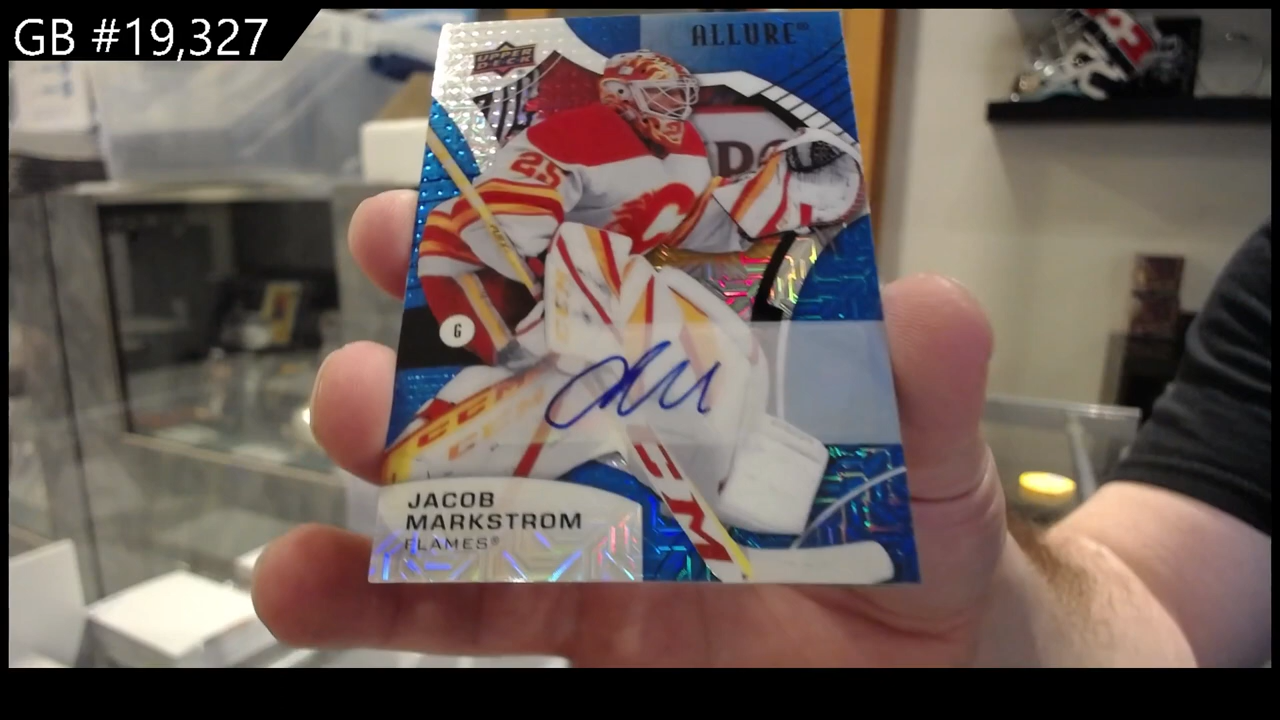 GB #19,327
ALLURE
UPPER
DECK
25
C
G
CCM
JACOB
MARKSTROM
FLAMES®